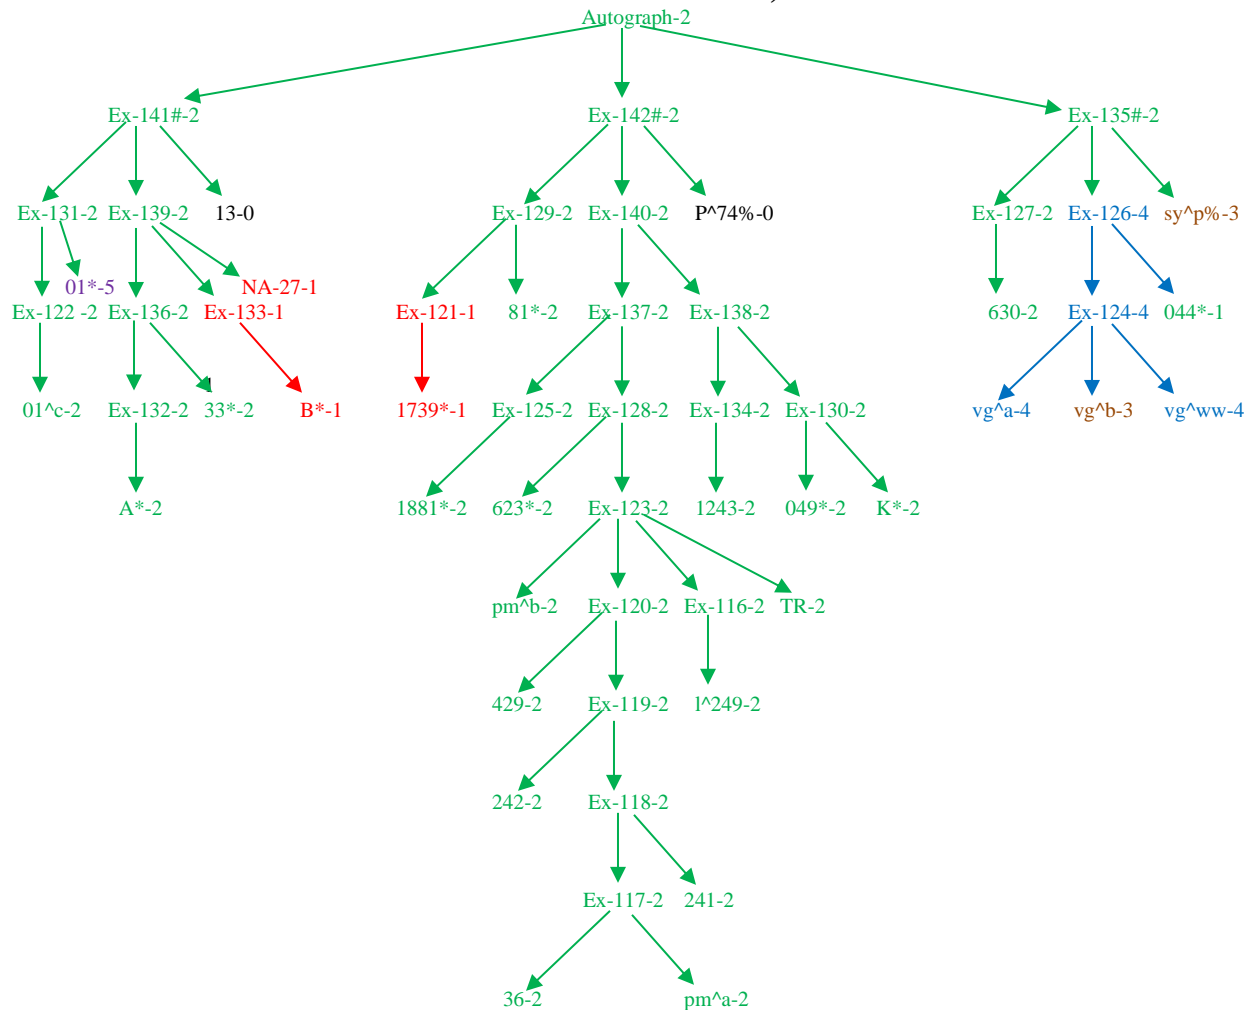 Autograph-2
Ex-141#-2 Ex-142#-2 Ex-135#-2
Ex-131-2 Ex-139-2 13-0 Ex-129-2 Ex-140-2 P^74%-0 Ex-127-2 Ex-126-4 sy^p%-3
01*-5 NA-27-1
Ex-122 -2 Ex-136-2 Ex-133-1 Ex-121-1 81*-2 Ex-137-2 Ex-138-2 630-2 Ex-124-4 044*-1
01^c-2 Ex-132-2 33*-2 B*-1 1739*-1 Ex-125-2 Ex-128-2 Ex-134-2 Ex-130-2 vg^a-4 vg^b-3 vg^ww-4
A*-2 1881*-2 623*-2 Ex-123-2 1243-2 049*-2 K*-2
pm^b-2 Ex-120-2 Ex-116-2 TR-2
429-2 Ex-119-2 l^249-2
242-2 Ex-118-2
Ex-117-2 241-2
36-2 pm^a-2